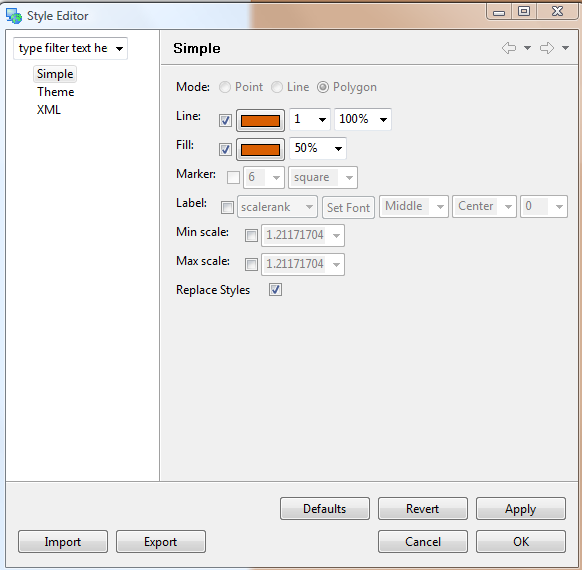 Style Editor
type filter text he
Simple
Theme
XML
Simple
Mode: Point Line Polygon
Line: 1 100%
Fill: 50%
Marker: 6 square
Label: scalerank Set Font Middle Center 0
Min scale: 1.21171704
Max scale: 1.21171704
Replace Styles
Defaults Revert Apply
Import Export Cancel OK